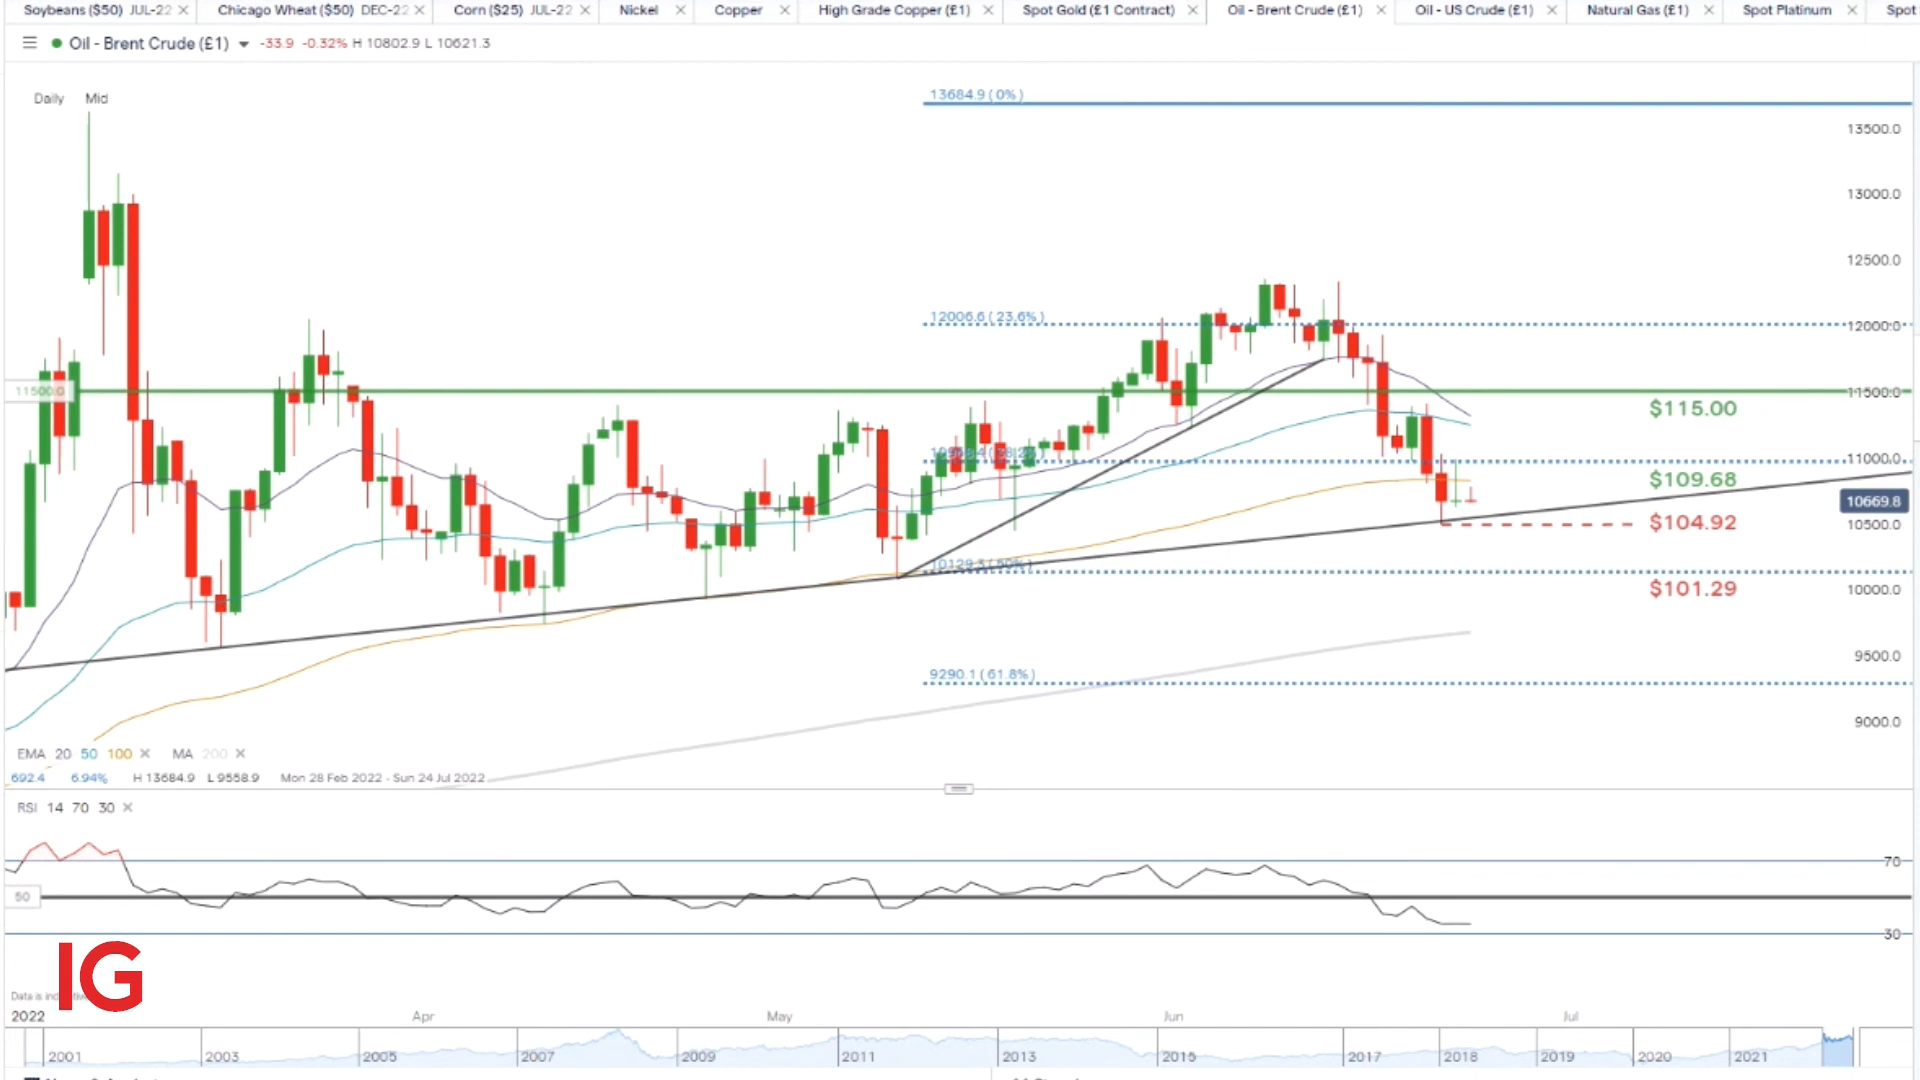 Soybeans ($50) JUL-22 Chicago Wheat ($50) DEC-22 Corn ($25) JUL-22 Nickel Copper High Grade Copper (£1) Spot Gold (£1 Contract) Oil - Brent Crude (£1) Oil - US Crude (£1) Natural Gas (£1) Spot Platinum Spot
Oil - Brent Crude (£1) -33.9 -0.32% H 10802.9 L 10621.3
Daily Mid
13684.9 (0%)
13500.0
13000.0
12500.0
12006.6 (23.6%)
12000.0
11500.0
11500.0
$115.00
11000.0
$109.68
10669.8
$104.92
10500.0
10129.3 (50%)
$101.29
10000.0
9500.0
9290.1 (61.8%)
9000.0
EMA 20 50 100 MA 200
692.4 6.94% H 13684.9 L 9558.9 Mon 28 Feb 2022 - Sun 24 Jul 2022
RSI 14 70 30
70
50
30
IG
Data is
2022 Apr May Jun Jul
2001 2003 2005 2007 2009 2011 2013 2015 2017 2018 2019 2020 2021